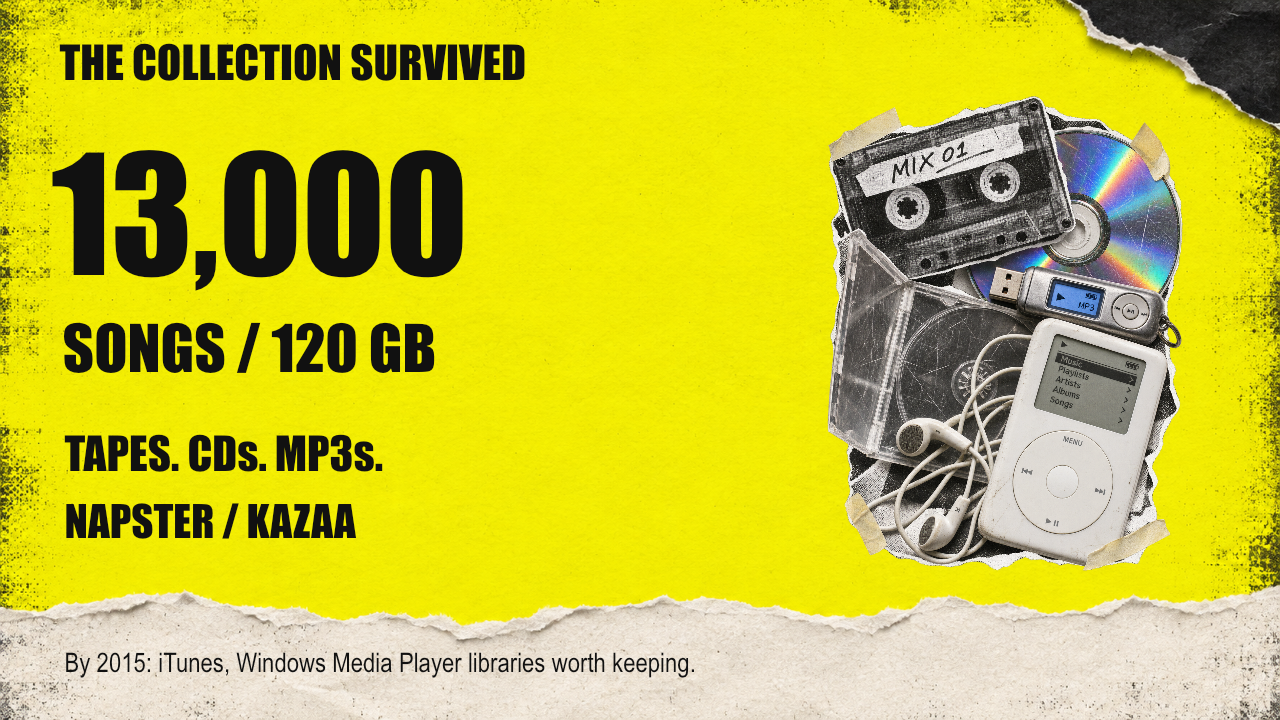 THE COLLECTION SURVIVED
13,000
SONGS / 120 GB
TAPES. CDs. MP3s.
NAPSTER / KAZAA
MIX 01
MP3
Music
Playlists
Artists
Albums
Songs
MENU
By 2015: iTunes, Windows Media Player libraries worth keeping.